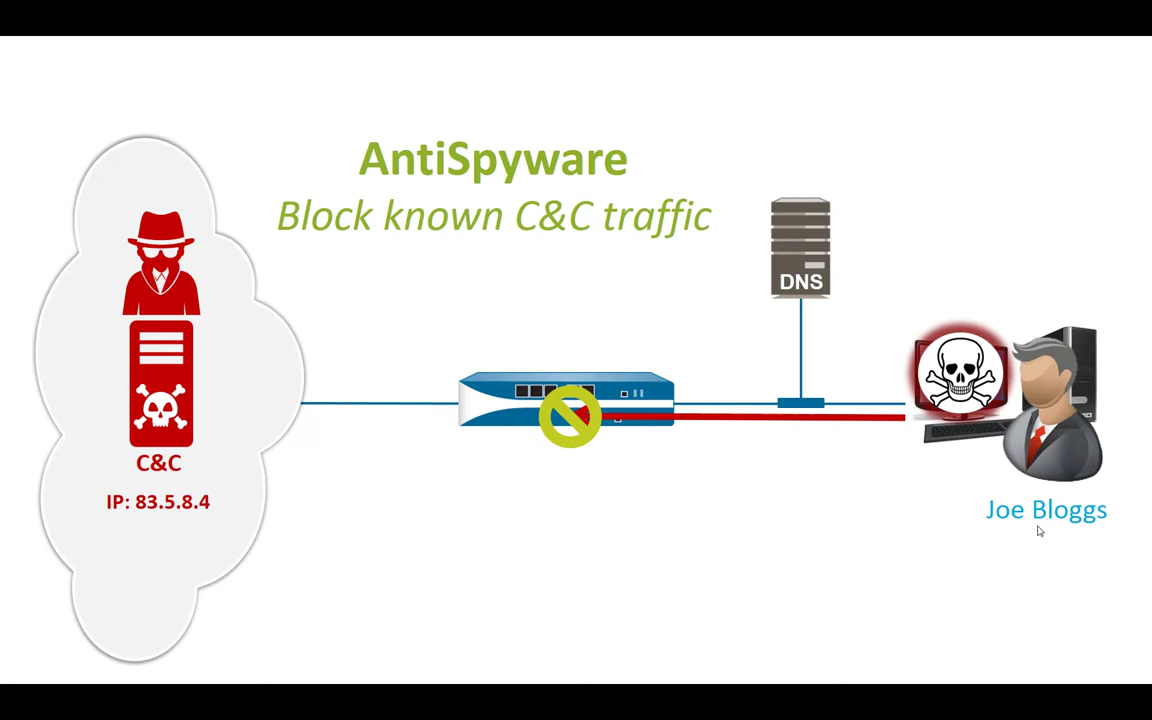 AntiSpyware
Block known C&C traffic
DNS
C&C
IP: 83.5.8.4
Joe Bloggs